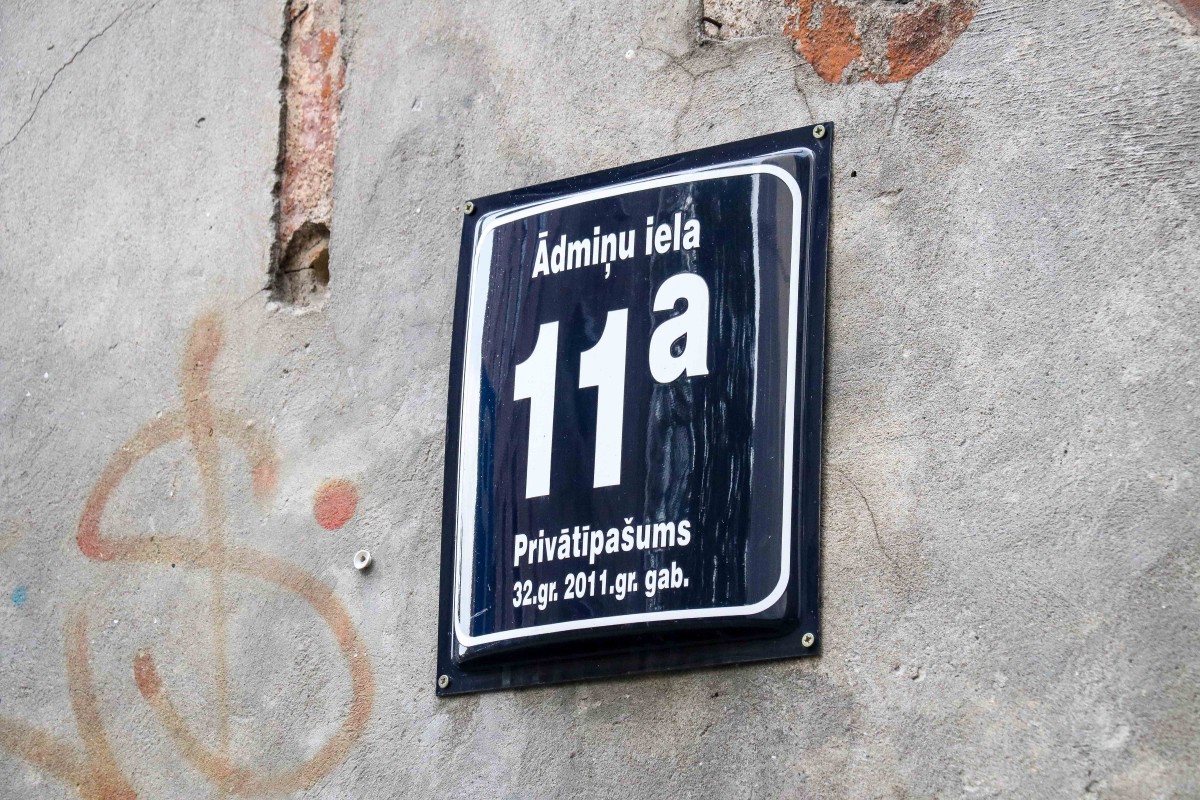 Ādmiņu iela
11a
Privātīpašums
32.gr. 2011.gr. gab.